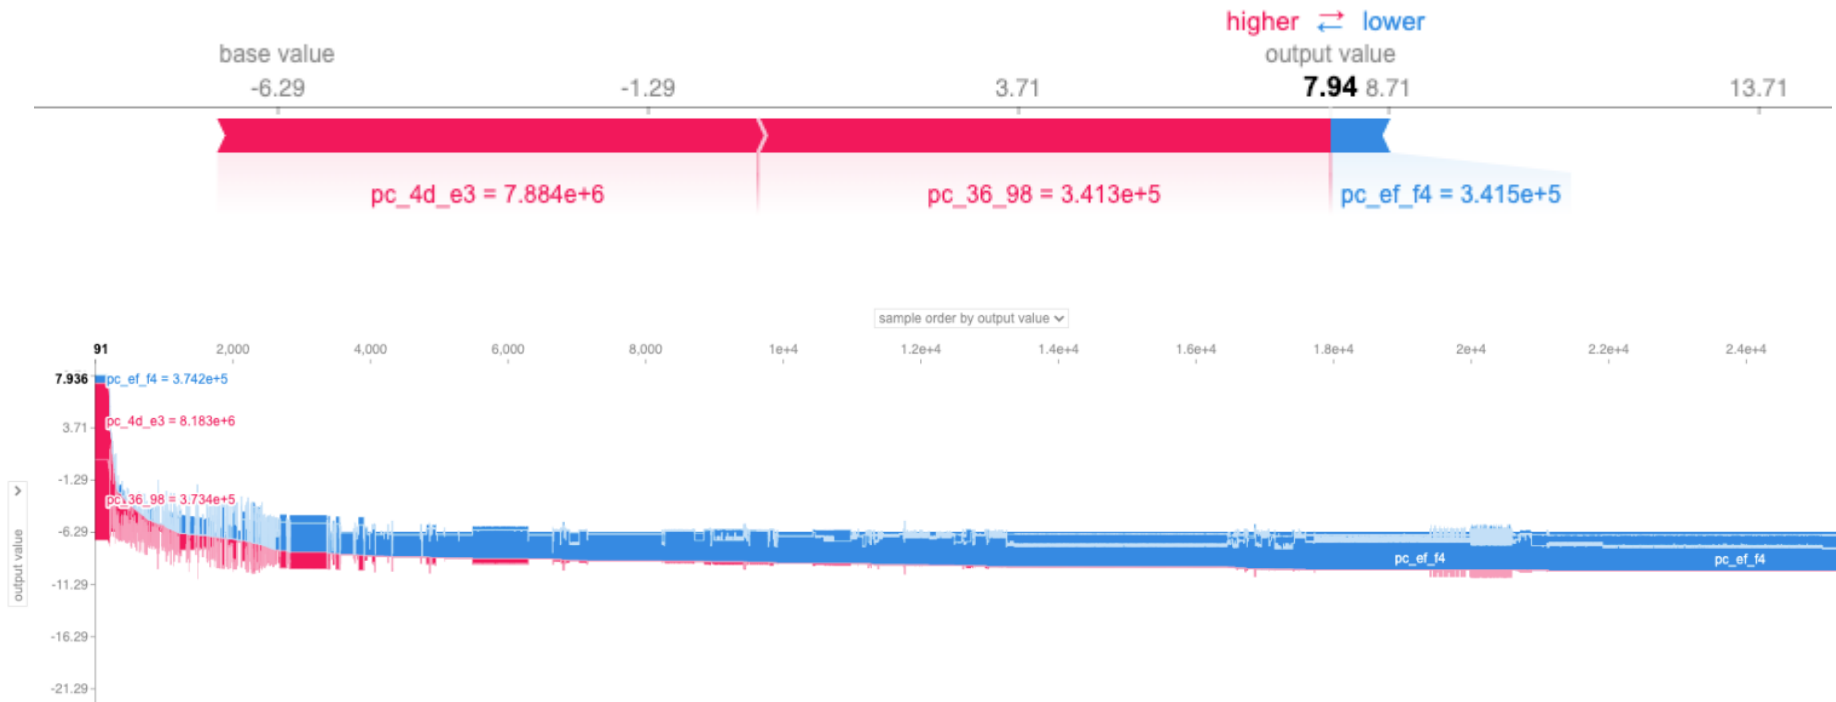 higher lower
base value output value
-6.29 -1.29 3.71 7.94 8.71 13.71
pc_4d_e3 = 7.884e+6 pc_36_98 = 3.413e+5 pc_ef_f4 = 3.415e+5
sample order by output value
91 2,000 4,000 6,000 8,000 1e+4 1.2e+4 1.4e+4 1.6e+4 1.8e+4 2e+4 2.2e+4 2.4e+4
7.936 pc_ef_f4 = 3.742e+5
3.71 pc_4d_e3 = 8.183e+6
-1.29
pc_36_98 = 3.734e+5
-6.29
pc_ef_f4 pc_ef_f4
-11.29
-16.29
-21.29
output value